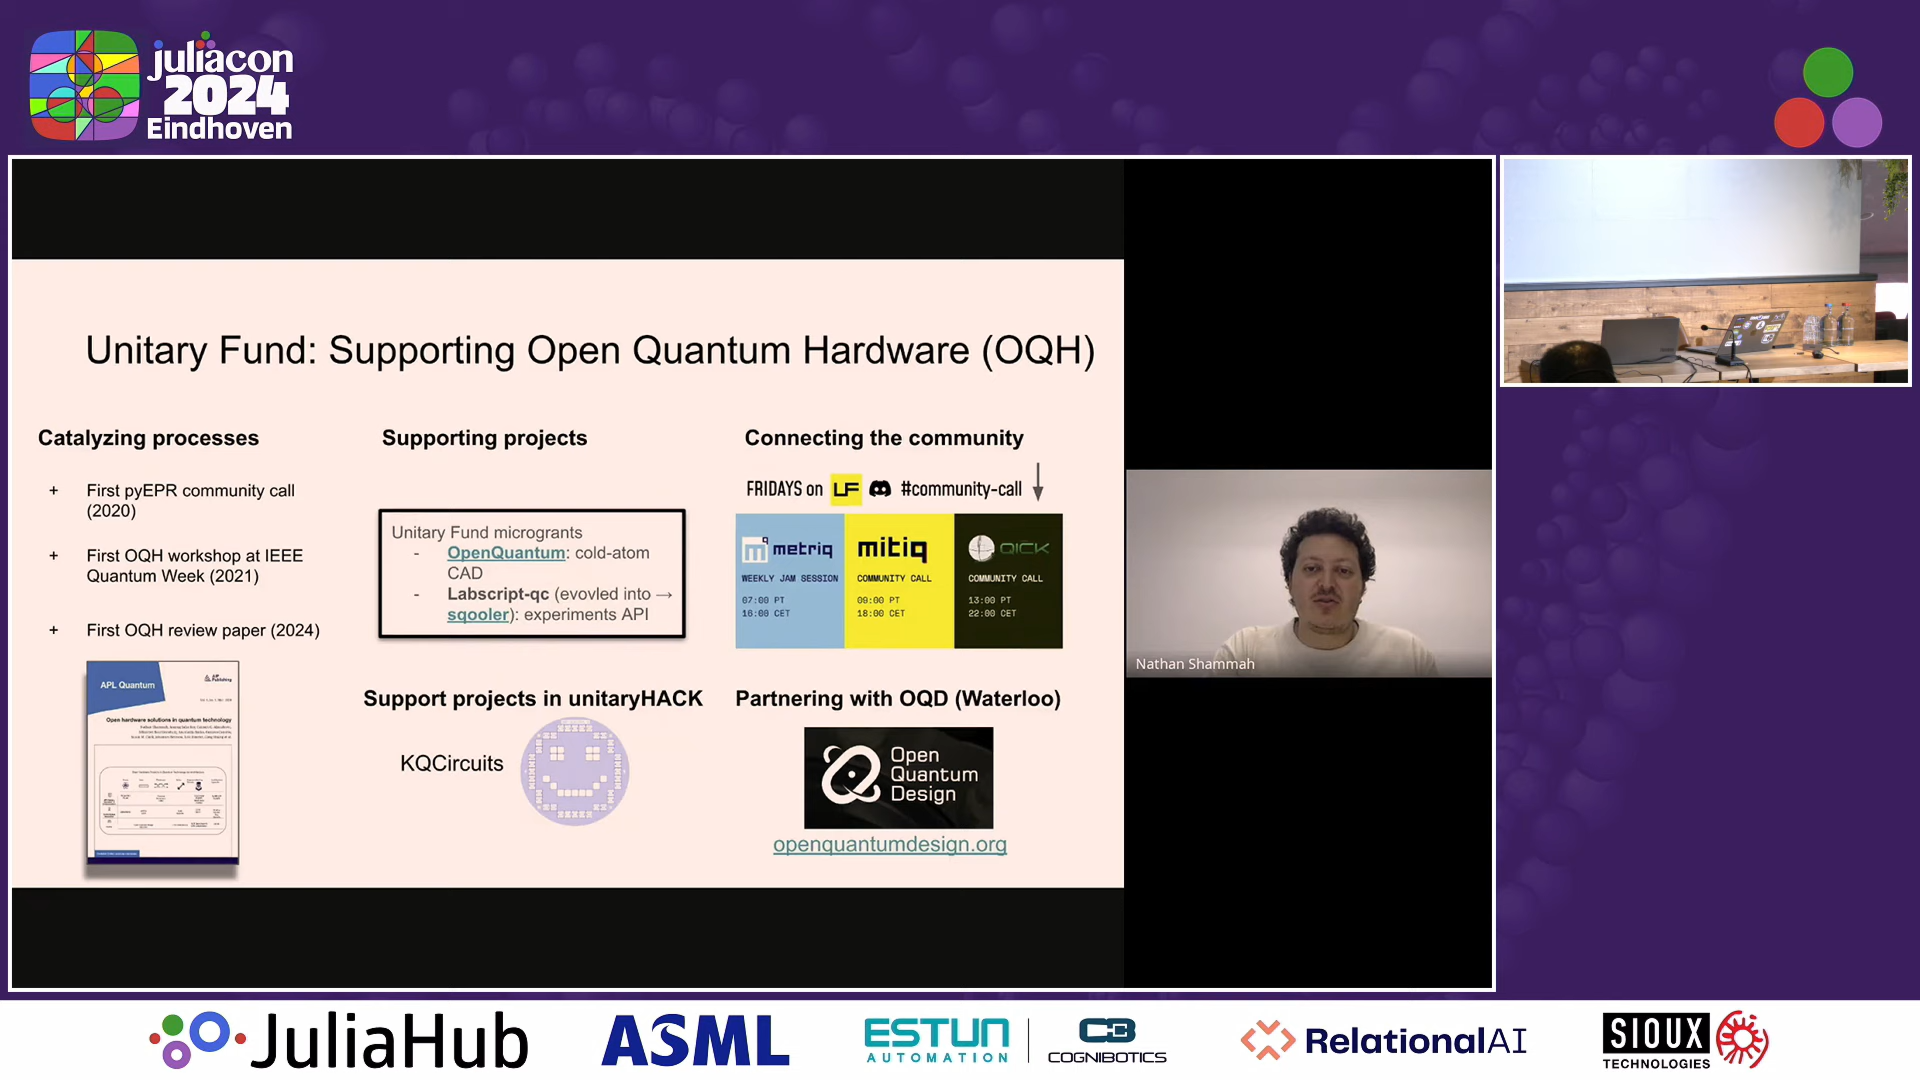 juliacon
2024
Eindhoven
Unitary Fund: Supporting Open Quantum Hardware (OQH)
Catalyzing processes
+ First pyEPR community call
(2020)
+ First OQH workshop at IEEE
Quantum Week (2021)
+ First OQH review paper (2024)
APL Quantum
Open hardware solutions in quantum technology
Supporting projects
Unitary Fund microgrants
- OpenQuantum: cold-atom
CAD
- Labscript-qc (evovled into →
sqooler): experiments API
Support projects in unitaryHACK
KQCircuits
Connecting the community
FRIDAYS on UF #community-call
metriq
WEEKLY JAM SESSION
07:00 PT
16:00 CET
mitiq
COMMUNITY CALL
09:00 PT
18:00 CET
QICK
COMMUNITY CALL
13:00 PT
22:00 CET
Partnering with OQD (Waterloo)
Open
Quantum
Design
openquantumdesign.org
Nathan Shammah
JuliaHub
ASML
ESTUN
AUTOMATION
COGNIBOTICS
RelationalAI
SIOUX
TECHNOLOGIES